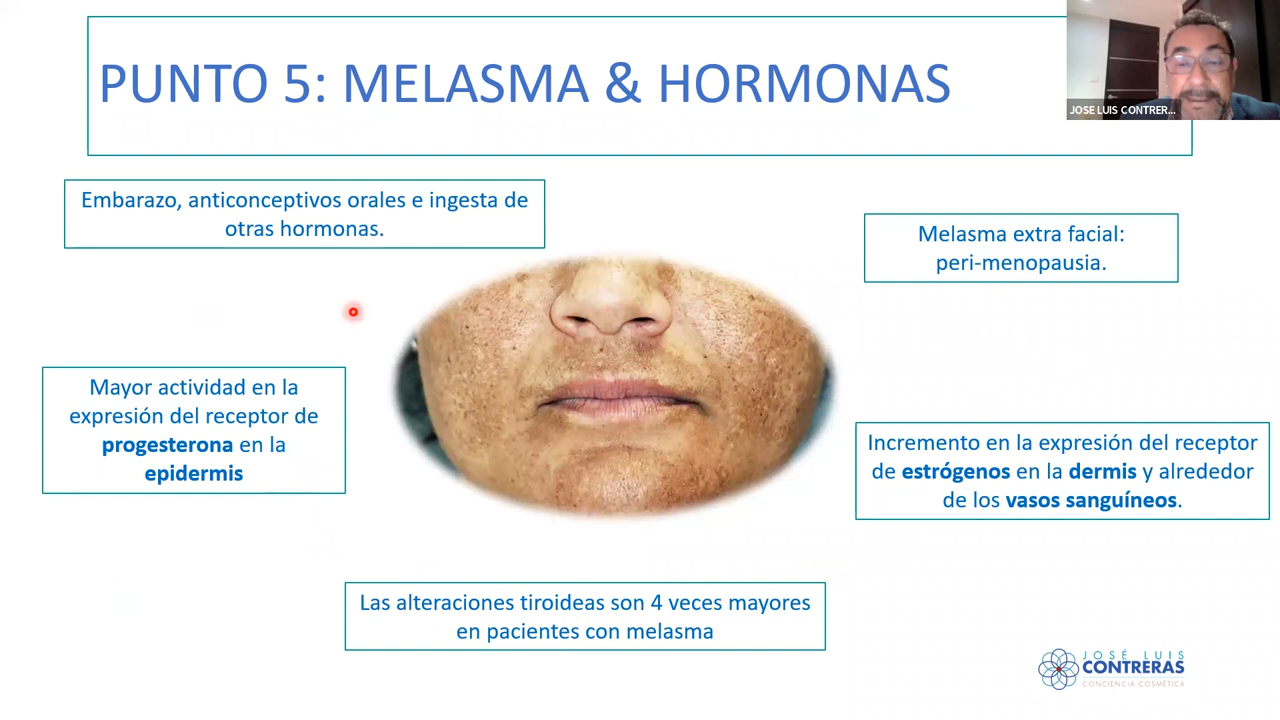 PUNTO 5: MELASMA & HORMONAS
JOSE LUIS CONTRER...
Embarazo, anticonceptivos orales e ingesta de
otras hormonas.
Melasma extra facial:
peri-menopausia.
Mayor actividad en la
expresión del receptor de
progesterona en la
epidermis
Incremento en la expresión del receptor
de estrógenos en la dermis y alrededor
de los vasos sanguíneos.
Las alteraciones tiroideas son 4 veces mayores
en pacientes con melasma
JOSÉ LUIS
CONTRERAS
CONCIENCIA COSMÉTICA